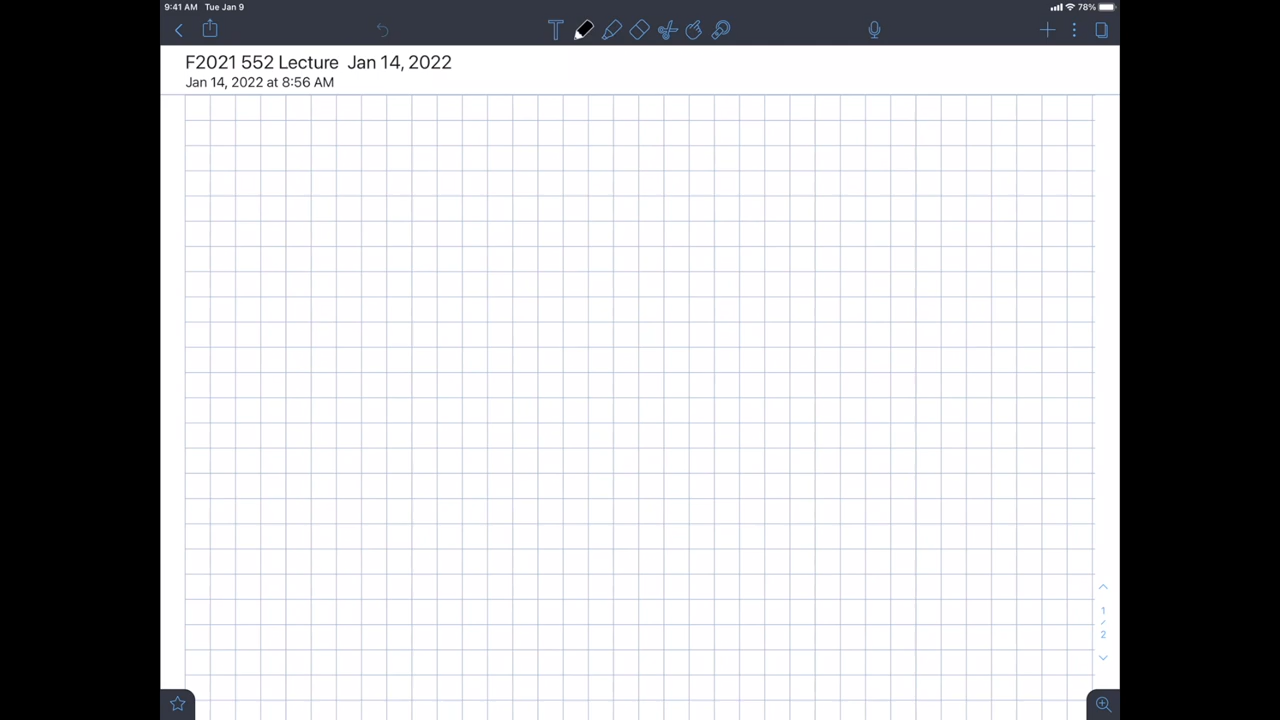 9:41 AM Tue Jan 9 78%
T
F2021 552 Lecture Jan 14, 2022
Jan 14, 2022 at 8:56 AM
1
/
2